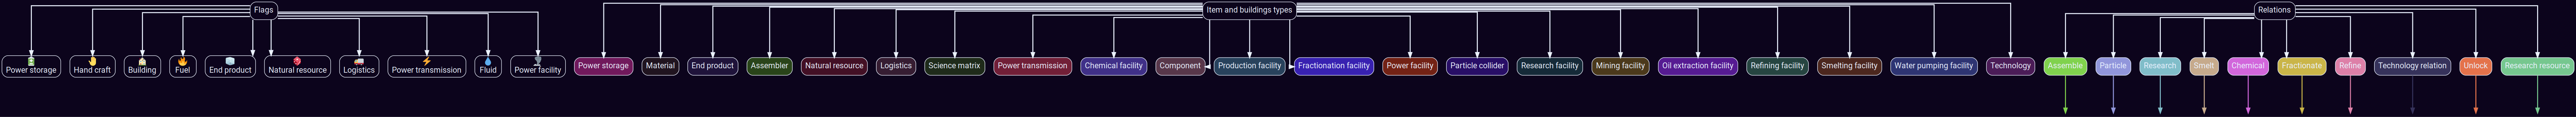 Flags
Item and buildings types
Relations
Power storage
Hand craft
Building
Fuel
End product
Natural resource
Logistics
Power transmission
Fluid
Power facility
Power storage
Material
End product
Assembler
Natural resource
Logistics
Science matrix
Power transmission
Chemical facility
Component
Production facility
Fractionation facility
Power facility
Particle collider
Research facility
Mining facility
Oil extraction facility
Refining facility
Smelting facility
Water pumping facility
Technology
Assemble
Particle
Research
Smelt
Chemical
Frachionate
Refine
Technology relation
Unlock
Research resource